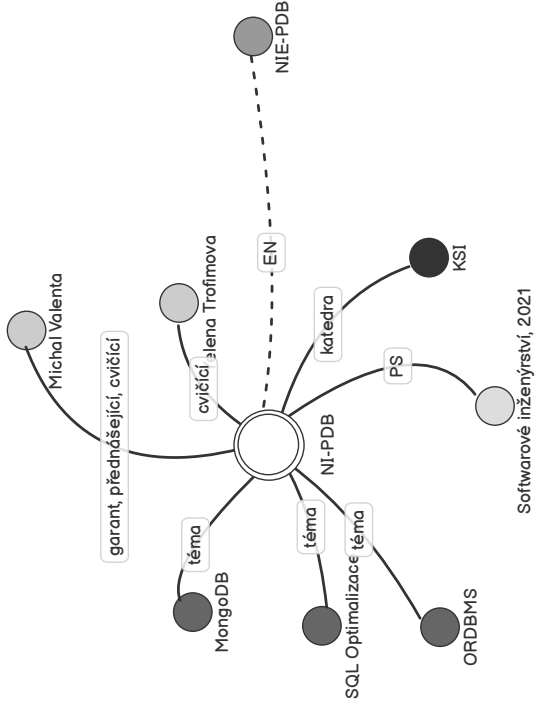 NIE-PDB
EN
Michal Valenta
garant, přednášející, cvičící
elena Trofimova
cvičící
katedra
KSI
PS
Softwarové inženýrství, 2021
NI-PDB
téma
MongoDB
téma
SQL Optimalizace
téma
ORDBMS